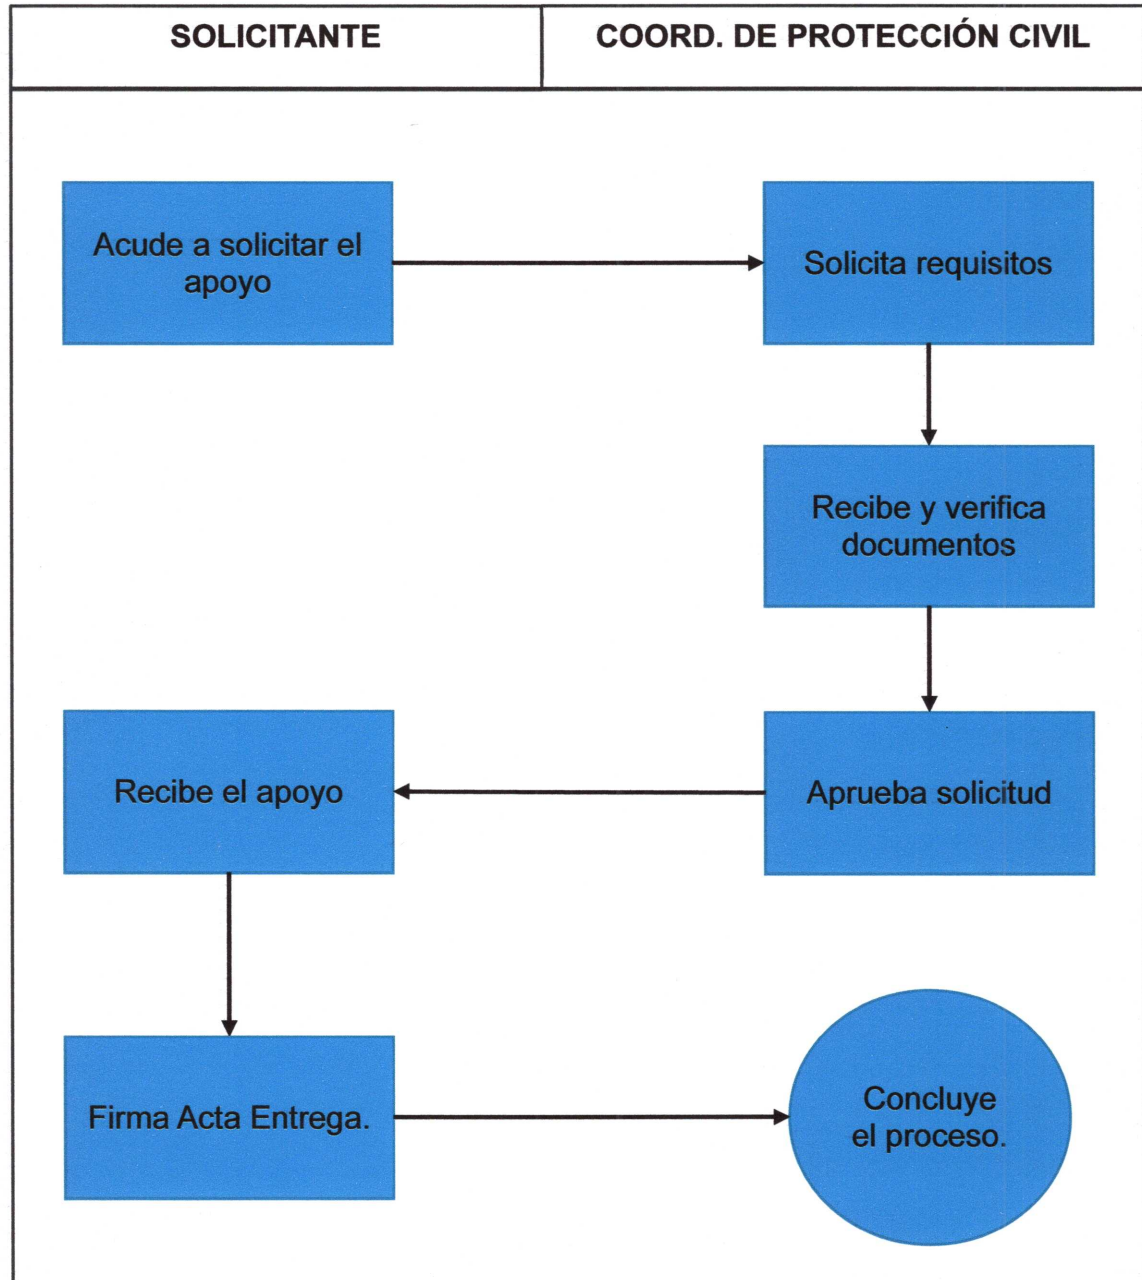 SOLICITANTE
COORD. DE PROTECCIÓN CIVIL
Acude a solicitar el
apoyo
Solicita requisitos
Recibe y verifica
documentos
Aprueba solicitud
Recibe el apoyo
Firma Acta Entrega.
Concluye
el proceso.